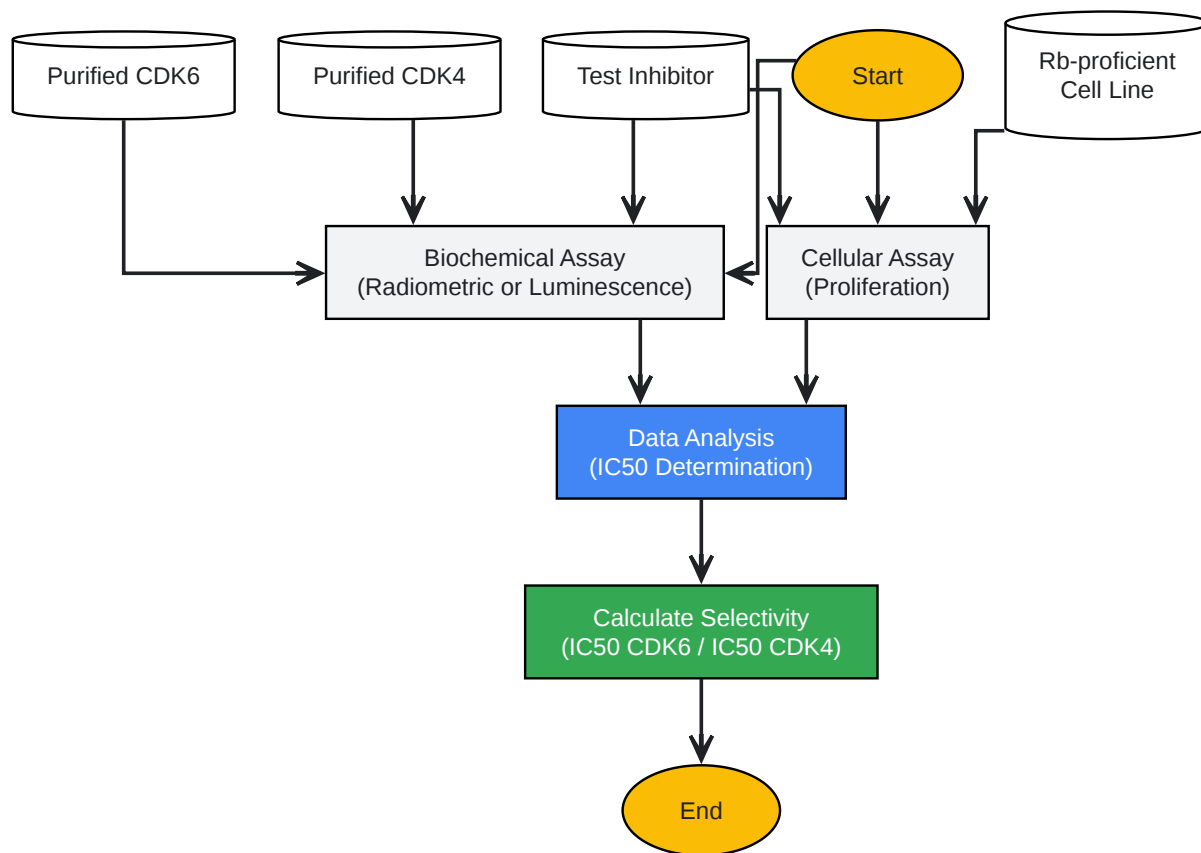 Purified CDK6
Purified CDK4
Test Inhibitor
Start
Rb-proficient
Cell Line
Biochemical Assay
(Radiometric or Luminescence)
Cellular Assay
(Proliferation)
Data Analysis
(IC50 Determination)
Calculate Selectivity
(IC50 CDK6 / IC50 CDK4)
End